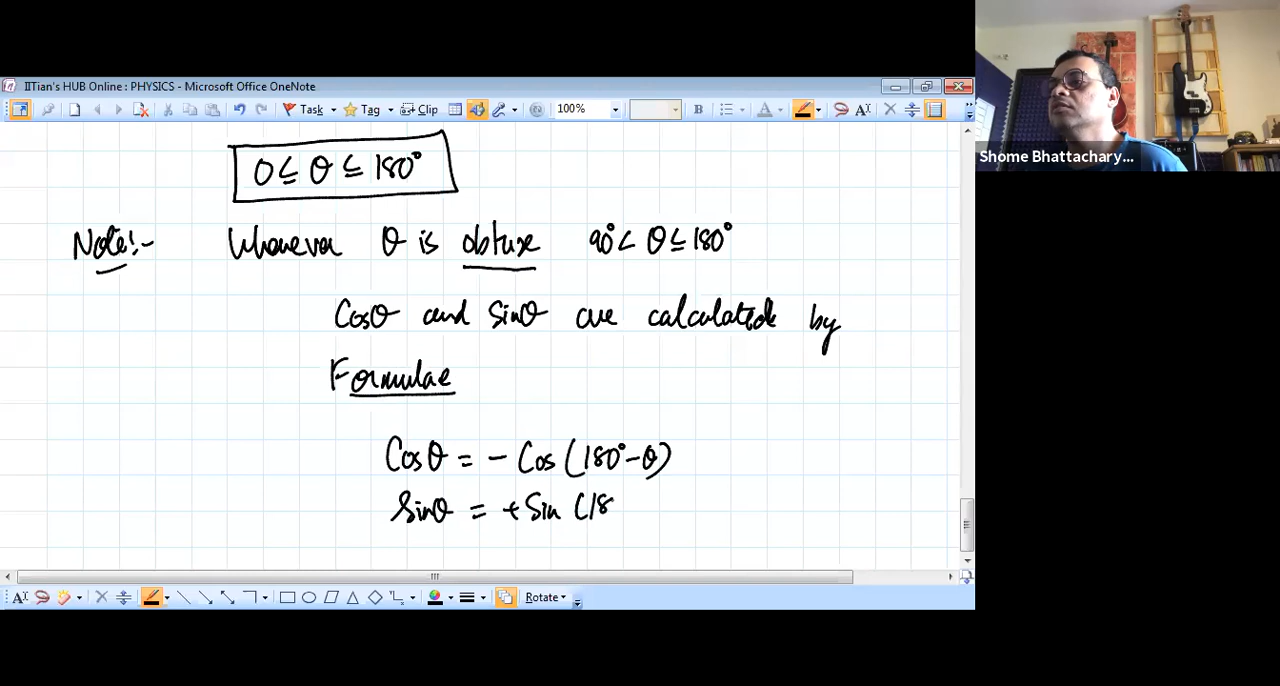 IITian's HUB Online : PHYSICS - Microsoft Office OneNote
Task Tag Clip 100% B A A
0 ≤ θ ≤ 180°
Note:- Whenever θ is obtuse 90° < θ ≤ 180°
Cosθ and Sinθ are calculated by
Formulae
Cosθ = - Cos (180° - θ)
Sinθ = + Sin (18
Rotate
Shome Bhattachary...